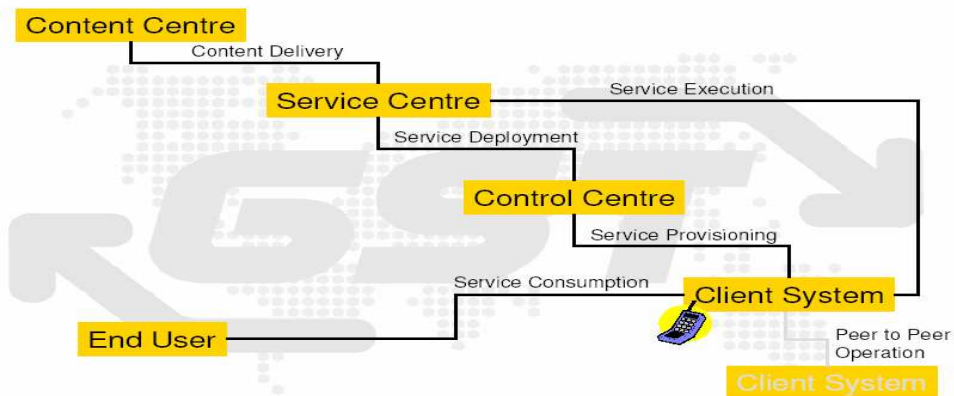 Content Centre
Content Delivery
Service Centre
Service Execution
Service Deployment
Control Centre
Service Provisioning
Service Consumption
Client System
End User
Peer to Peer
Operation
Client System
GST